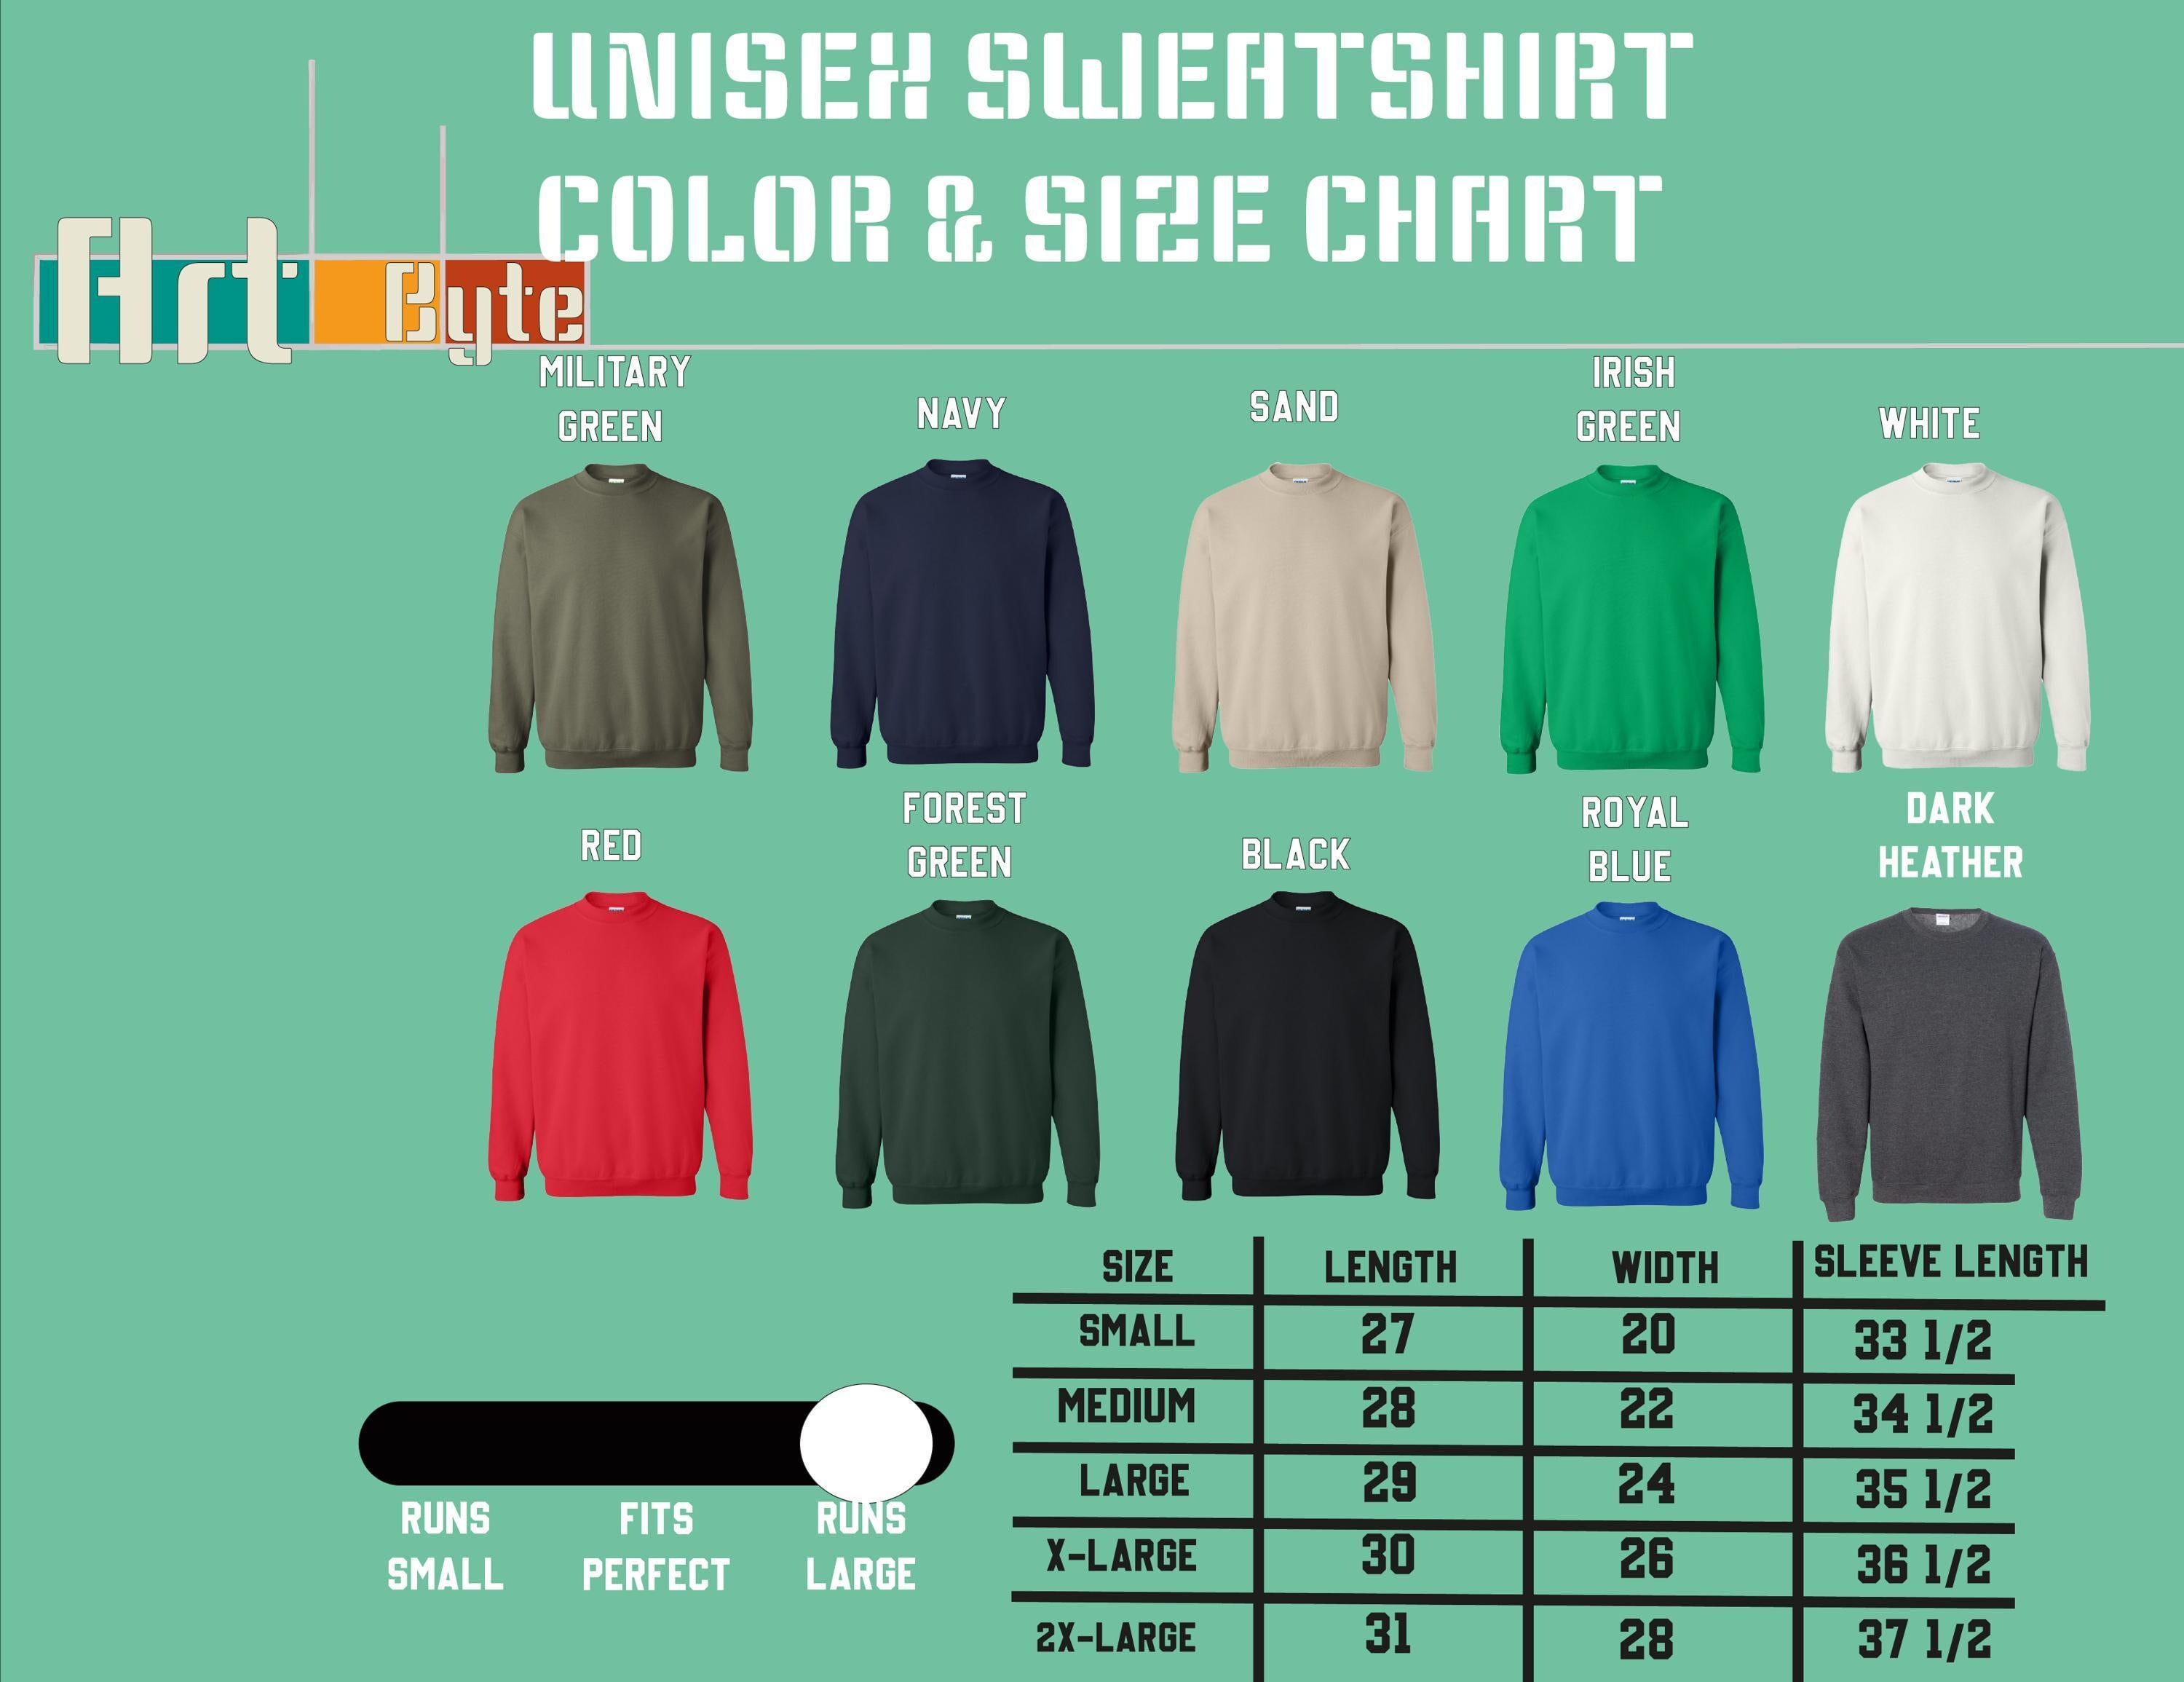 UNISEX SWEATSHIRT
COLOR & SIZE CHART
Art Byte
MILITARY
GREEN
NAVY
SAND
IRISH
GREEN
WHITE
RED
FOREST
GREEN
BLACK
ROYAL
BLUE
DARK
HEATHER
SIZE LENGTH WIDTH SLEEVE LENGTH
SMALL 27 20 33 1/2
MEDIUM 28 22 34 1/2
LARGE 29 24 35 1/2
X-LARGE 30 26 36 1/2
2X-LARGE 31 28 37 1/2
RUNS
SMALL
FITS
PERFECT
RUNS
LARGE